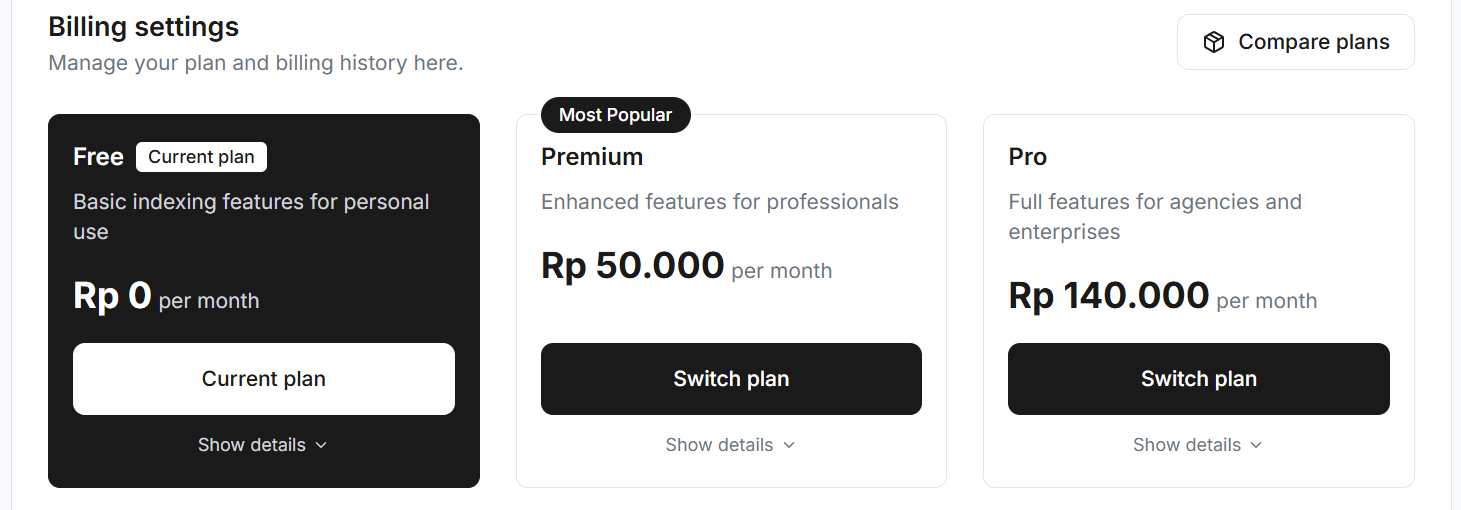 Billing settings
Manage your plan and billing history here.
Compare plans
Free
Current plan
Basic indexing features for personal
use
Rp 0 per month
Current plan
Show details
Most Popular
Premium
Enhanced features for professionals
Rp 50.000 per month
Switch plan
Show details
Pro
Full features for agencies and
enterprises
Rp 140.000 per month
Switch plan
Show details